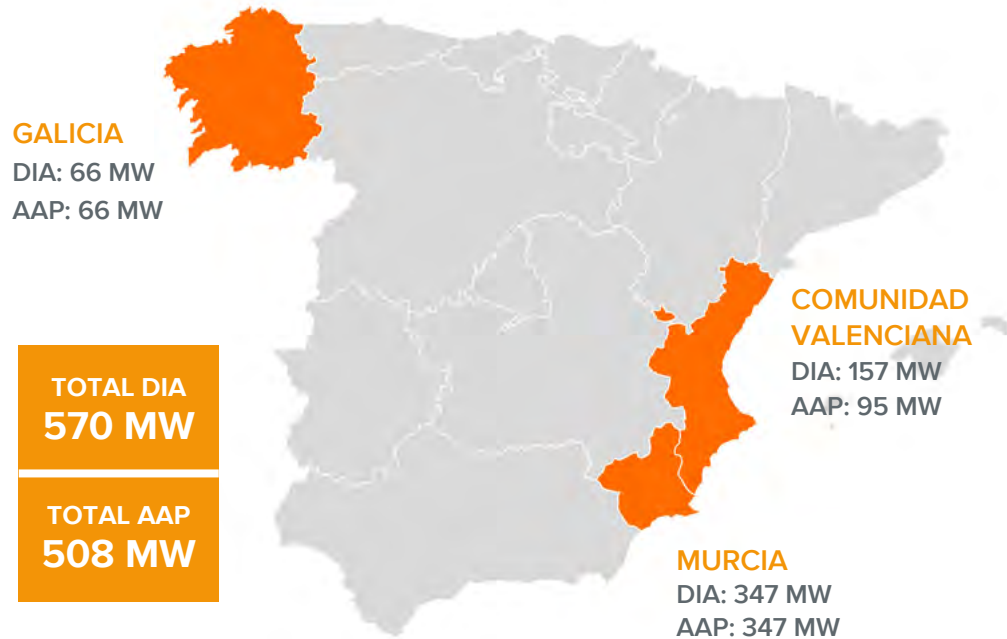 GALICIA
DIA: 66 MW
AAP: 66 MW
COMUNIDAD
VALENCIANA
DIA: 157 MW
AAP: 95 MW
TOTAL DIA
570 MW
TOTAL AAP
508 MW
MURCIA
DIA: 347 MW
AAP: 347 MW